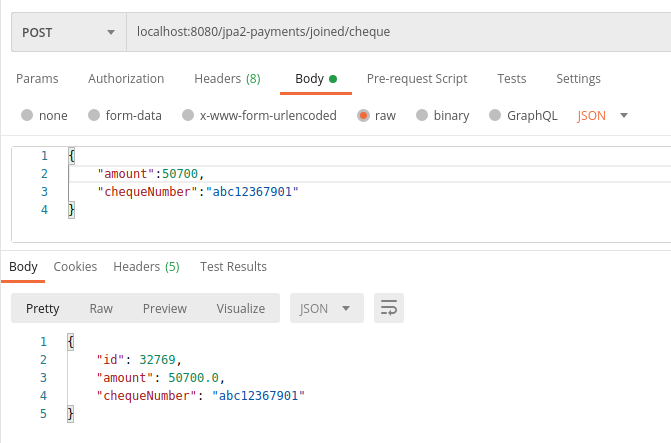 POST localhost:8080/jpa2-payments/joined/cheque
Params Authorization Headers (8) Body Pre-request Script Tests Settings
none form-data x-www-form-urlencoded raw binary GraphQL JSON
1 {
2 "amount":50700,
3 "chequeNumber":"abc12367901"
4 }
Body Cookies Headers (5) Test Results
Pretty Raw Preview Visualize JSON
1 {
2 "id": 32769,
3 "amount": 50700.0,
4 "chequeNumber": "abc12367901"
5 }